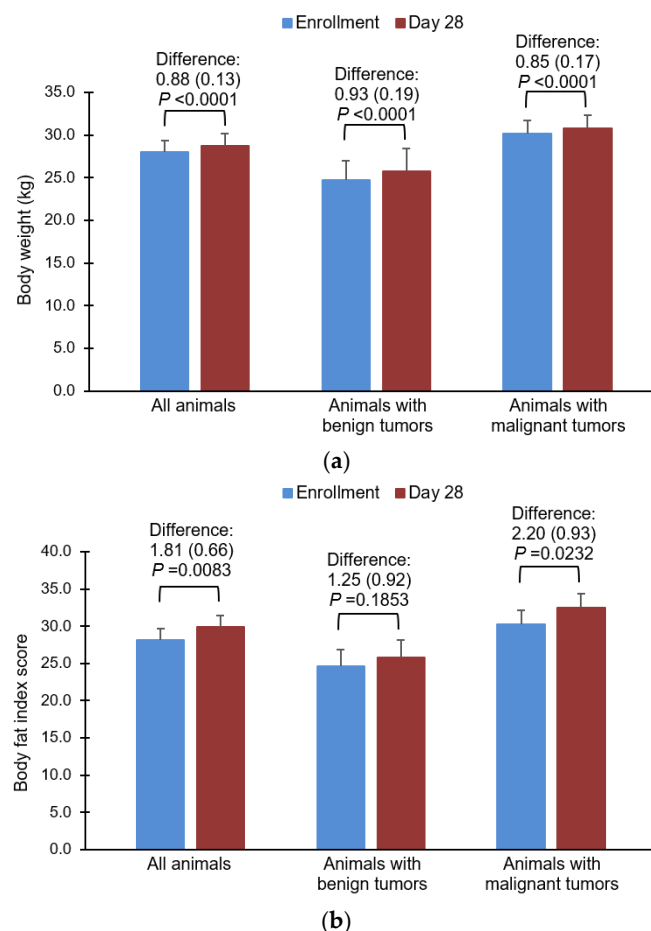 Enrollment Day 28
Difference:
0.88 (0.13)
P <0.0001
Difference:
0.93 (0.19)
P <0.0001
Difference:
0.85 (0.17)
P <0.0001
Body weight (kg)
35.0
30.0
25.0
20.0
15.0
10.0
5.0
0.0
All animals
Animals with
benign tumors
Animals with
malignant tumors
(a)
Enrollment Day 28
Difference:
1.81 (0.66)
P =0.0083
Difference:
1.25 (0.92)
P =0.1853
Difference:
2.20 (0.93)
P =0.0232
Body fat index score
40.0
35.0
30.0
25.0
20.0
15.0
10.0
5.0
0.0
All animals
Animals with
benign tumors
Animals with
malignant tumors
(b)